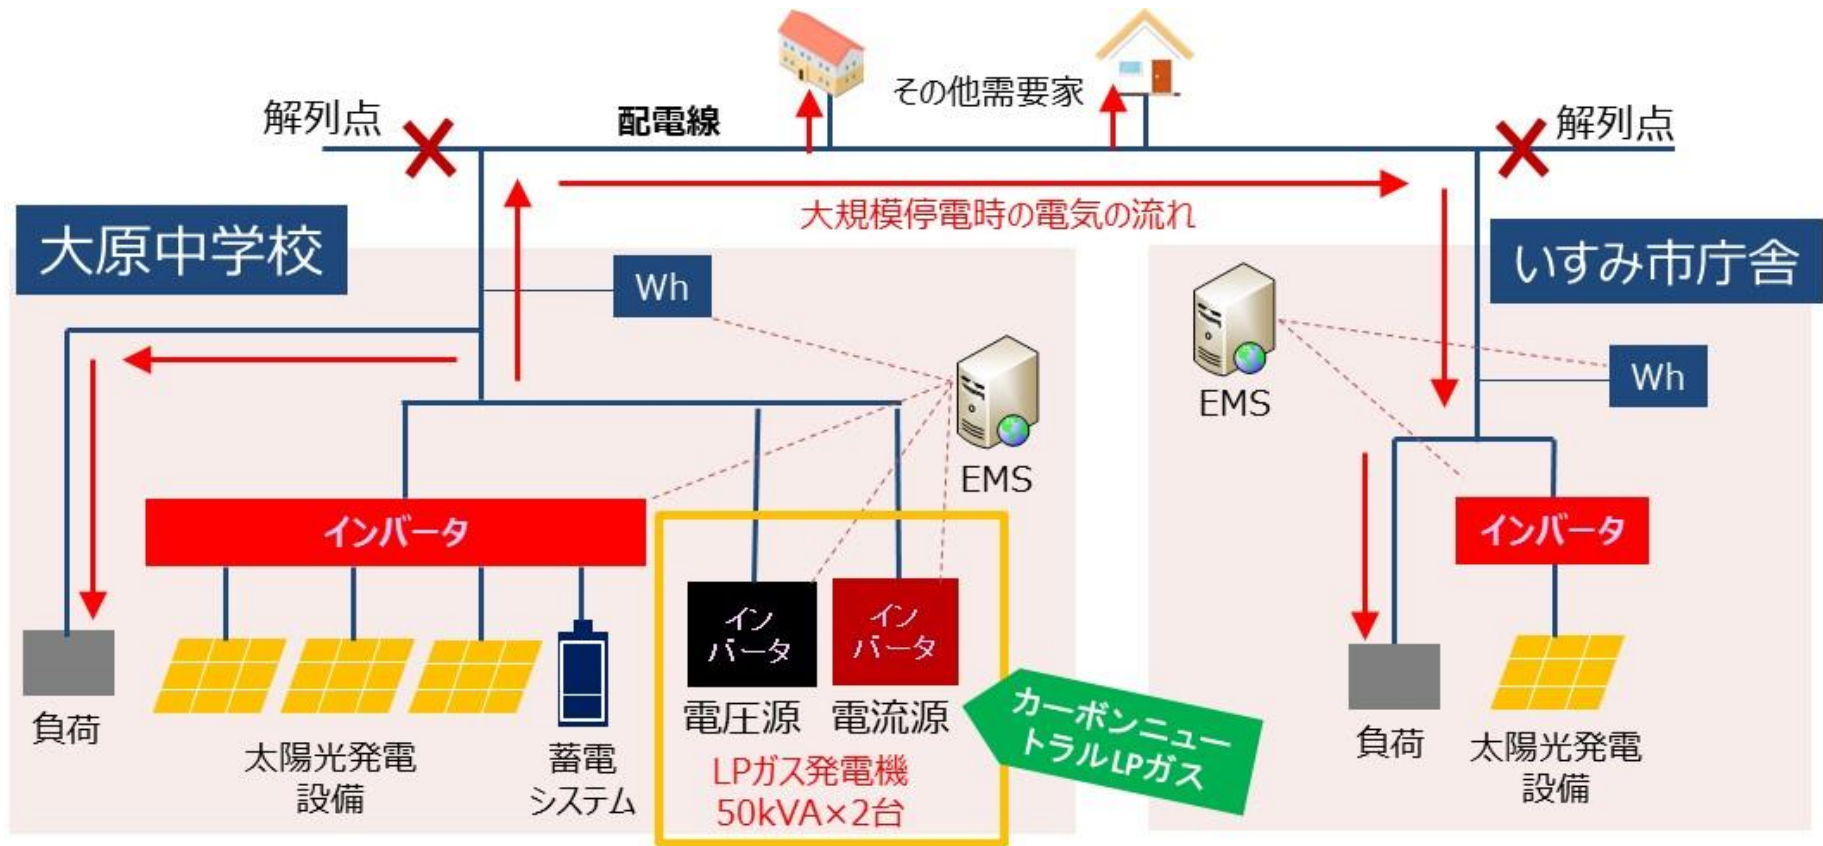 その他需要家
解列点
配電線
解列点
大規模停電時の電気の流れ
大原中学校
いすみ市庁舎
Wh
EMS
Wh
EMS
インバータ
インバータ
イン
バータ
イン
バータ
電圧源
電流源
LPガス発電機
50kVA×2台
カーボンニュー
トラルLPガス
負荷
太陽光発電
設備
蓄電
システム
負荷
太陽光発電
設備